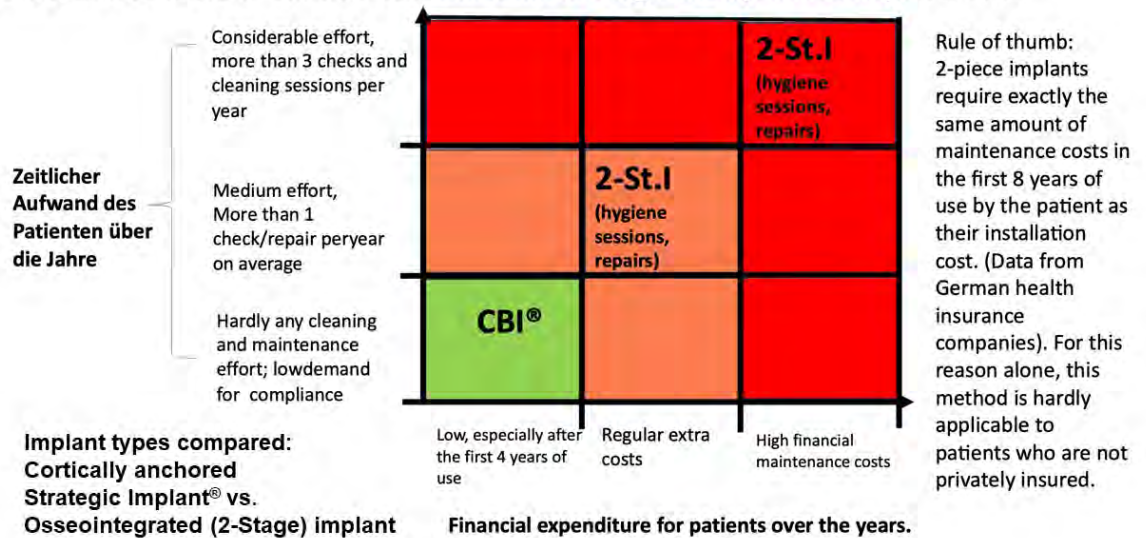 Considerable effort,
more than 3 checks and
cleaning sessions per
year
Zeitlicher
Aufwand des
Patienten über
die Jahre
Medium effort,
More than 1
check/repair peryear
on average
Hardly any cleaning
and maintenance
effort; lowdemand
for compliance
2-St.I
(hygiene
sessions,
repairs)
2-St.I
(hygiene
sessions,
repairs)
CBI®
Low, especially after
the first 4 years of
use
Regular extra
costs
High financial
maintenance costs
Rule of thumb:
2-piece implants
require exactly the
same amount of
maintenance costs in
the first 8 years of
use by the patient as
their installation
cost. (Data from
German health
insurance
companies). For this
reason alone, this
method is hardly
applicable to
patients who are not
privately insured.
Implant types compared:
Cortically anchored
Strategic Implant® vs.
Osseointegrated (2-Stage) implant
Financial expenditure for patients over the years.